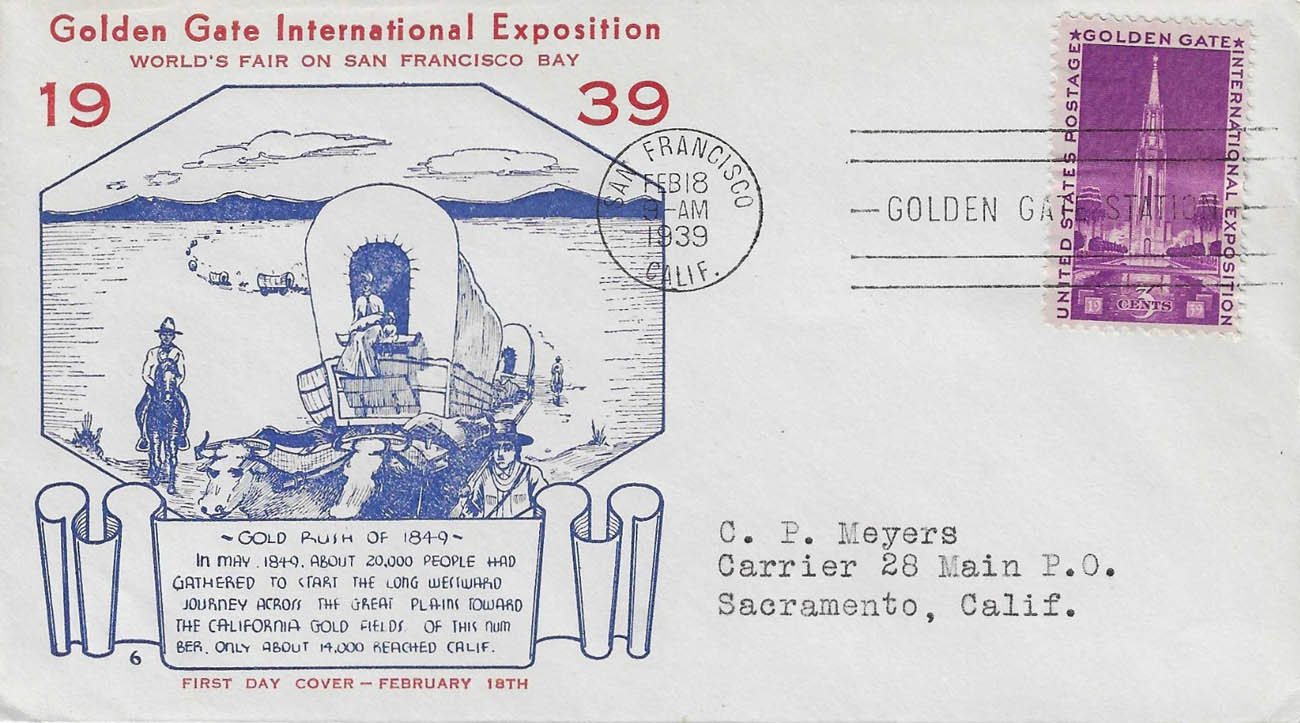 Golden Gate International Exposition
WORLD'S FAIR ON SAN FRANCISCO BAY
19 39
SAN FRANCISCO
FEB 18
9-AM
1939
CALIF.
GOLDEN GATE STATION
UNITED STATES POSTAGE
★GOLDEN GATE★
INTERNATIONAL EXPOSITION
3
CENTS
19 39
~ GOLD RUSH OF 1849 ~
IN MAY. 1849. ABOUT 20,000 PEOPLE HAD
GATHERED TO START THE LONG WESTWARD
JOURNEY ACROSS THE GREAT PLAINS TOWARD
THE CALIFORNIA GOLD FIELDS. OF THIS NUM
BER. ONLY ABOUT 14,000 REACHED CALIF.
6
FIRST DAY COVER — FEBRUARY 18TH
C. P. Meyers
Carrier 28 Main P.O.
Sacramento, Calif.